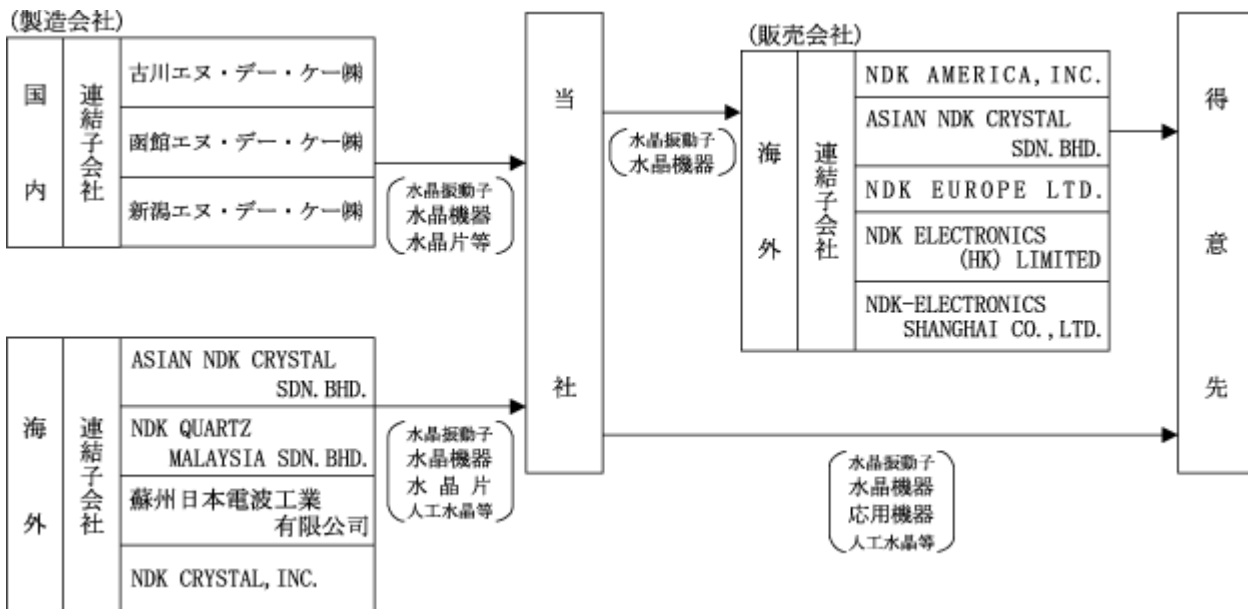 (製造会社)
国内
連結子会社
古川エヌ・デー・ケー㈱
函館エヌ・デー・ケー㈱
新潟エヌ・デー・ケー㈱
水晶振動子
水晶機器
水晶片等
海外
連結子会社
ASIAN NDK CRYSTAL
SDN.BHD.
NDK QUARTZ
MALAYSIA SDN.BHD.
蘇州日本電波工業
有限公司
NDK CRYSTAL,INC.
水晶振動子
水晶機器
水晶片
人工水晶等
当社
水晶振動子
水晶機器
(販売会社)
海外
連結子会社
NDK AMERICA,INC.
ASIAN NDK CRYSTAL
SDN.BHD.
NDK EUROPE LTD.
NDK ELECTRONICS
(HK) LIMITED
NDK-ELECTRONICS
SHANGHAI CO.,LTD.
水晶振動子
水晶機器
応用機器
人工水晶等
得意先